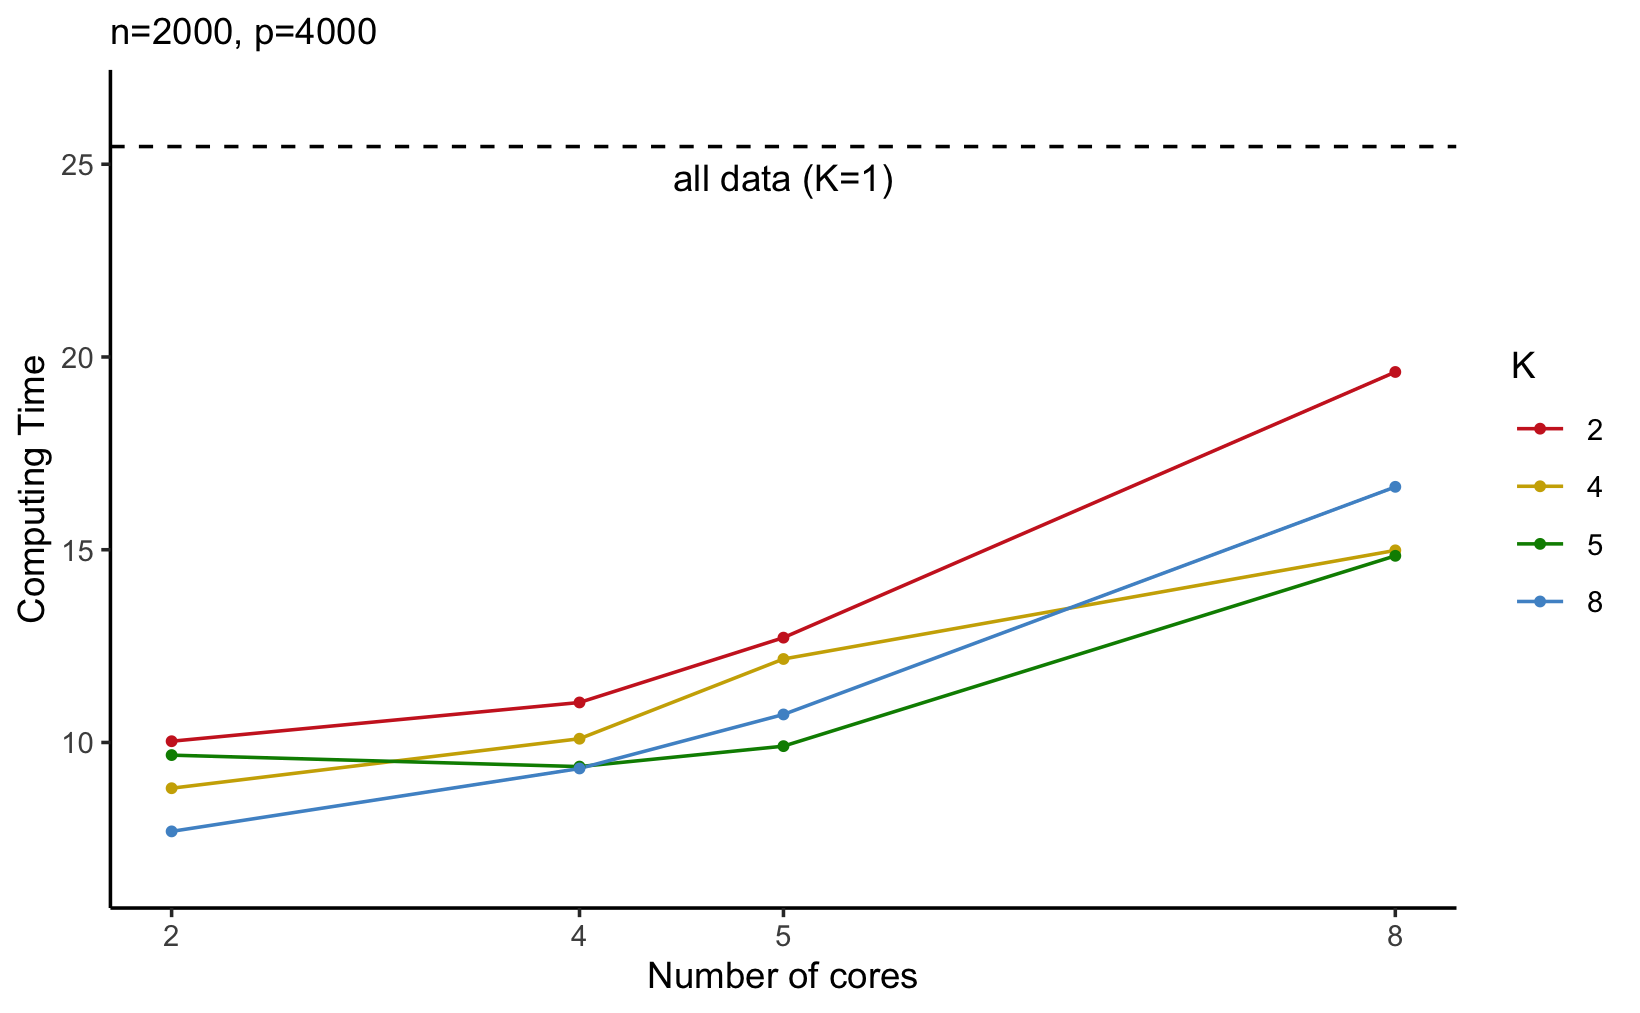 n=2000, p=4000
25
all data (K=1)
20
15
10
Computing Time
2
4
5
8
Number of cores
K
2
4
5
8